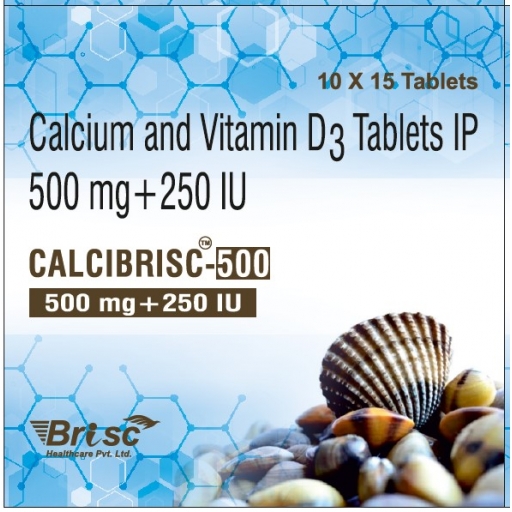 10 X 15 Tablets
Calcium and Vitamin D3 Tablets IP
500 mg+250 IU
CALCIBRISC™-500
500 mg+250 IU
Brisc
Healthcare Pvt. Ltd.